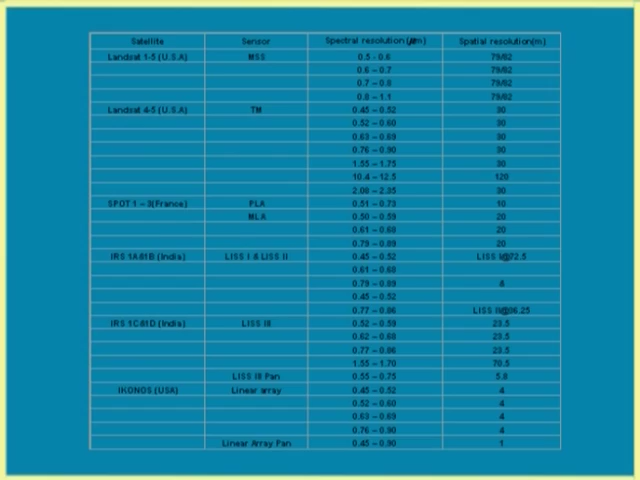 Satellite Sensor Spectral resolution (µm) Spatial resolution(m)
Landsat 1-5 (U.S.A) MSS 0.5 - 0.6 79/82
0.6 – 0.7 79/82
0.7 – 0.8 79/82
0.8 – 1.1 79/82
Landsat 4-5 (U.S.A) TM 0.45 – 0.52 30
0.52 – 0.60 30
0.63 – 0.69 30
0.76 – 0.90 30
1.55 – 1.75 30
10.4 – 12.5 120
2.08 – 2.35 30
SPOT 1 – 3(France) PLA 0.51 – 0.73 10
MLA 0.50 – 0.59 20
0.61 – 0.68 20
0.79 – 0.89 20
IRS 1A&1B (India) LISS I & LISS II 0.45 – 0.52 LISS I@72.5
0.61 – 0.68
0.79 – 0.89 &
0.45 – 0.52
0.77 – 0.86 LISS II@36.25
IRS 1C&1D (India) LISS III 0.52 – 0.59 23.5
0.62 – 0.68 23.5
0.77 – 0.86 23.5
1.55 – 1.70 70.5
LISS III Pan 0.55 – 0.75 5.8
IKONOS (USA) Linear array 0.45 – 0.52 4
0.52 – 0.60 4
0.63 – 0.69 4
0.76 – 0.90 4
Linear Array Pan 0.45 – 0.90 1